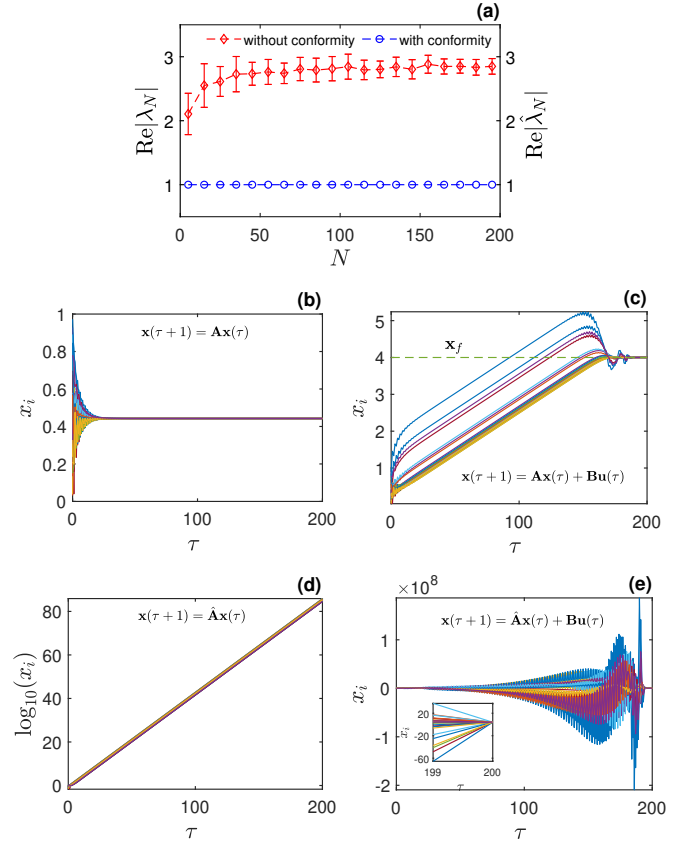 (a)
without conformity with conformity
3 3
2 2
1 1
Re|λ_N|
Re|λ̂_N|
0 50 100 150 200
N
(b)
x(τ + 1) = Ax(τ)
1
0.8
0.6
0.4
0.2
0
x_i
0 100 200
τ
(c)
x_f
x(τ + 1) = Ax(τ) + Bu(τ)
5
4
3
2
1
x_i
0 100 200
τ
(d)
x(τ + 1) = Âx(τ)
80
60
40
20
0
log10(x_i)
0 100 200
τ
(e)
×10^8
x(τ + 1) = Âx(τ) + Bu(τ)
1
0
-1
-2
x_i
20
-20
-60
x_i
199 200
τ
0 100 200
τ